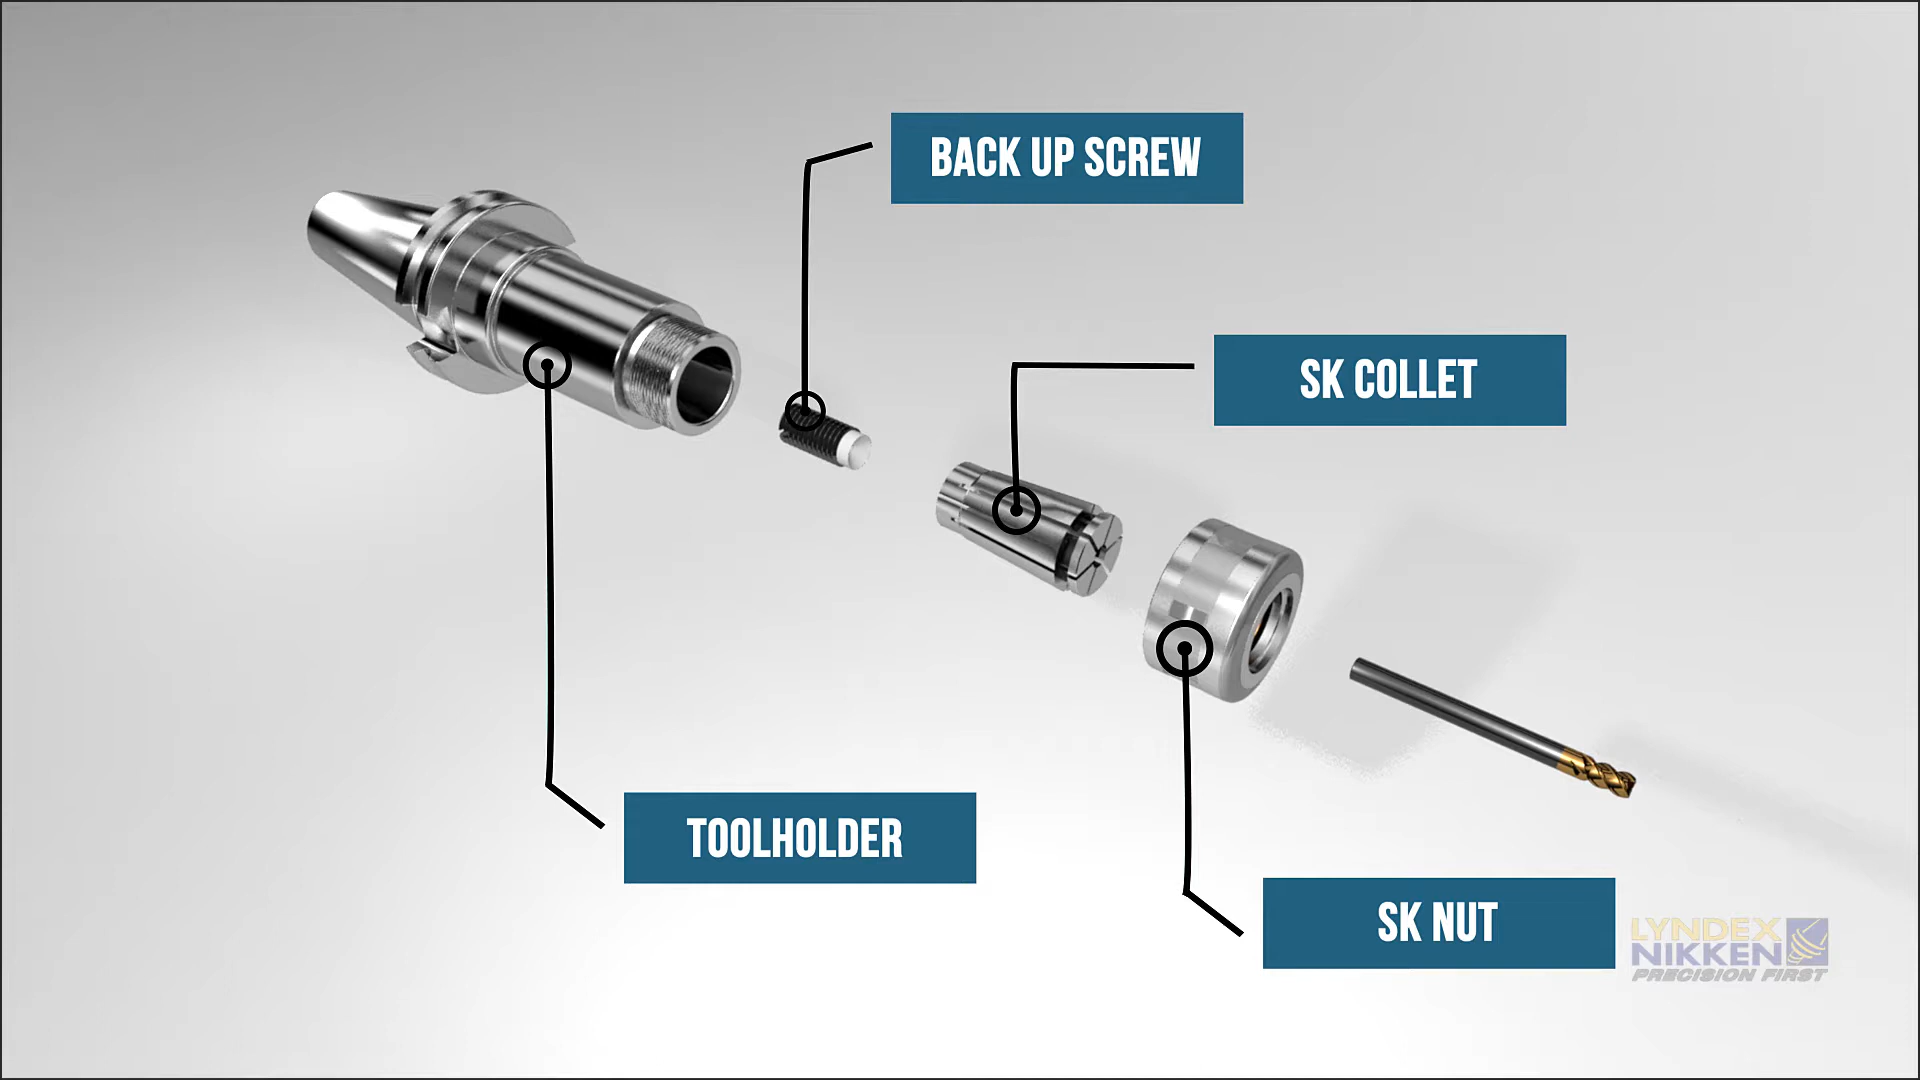 BACK UP SCREW
SK COLLET
TOOLHOLDER
SK NUT
LYNDEX
NIKKEN
PRECISION FIRST